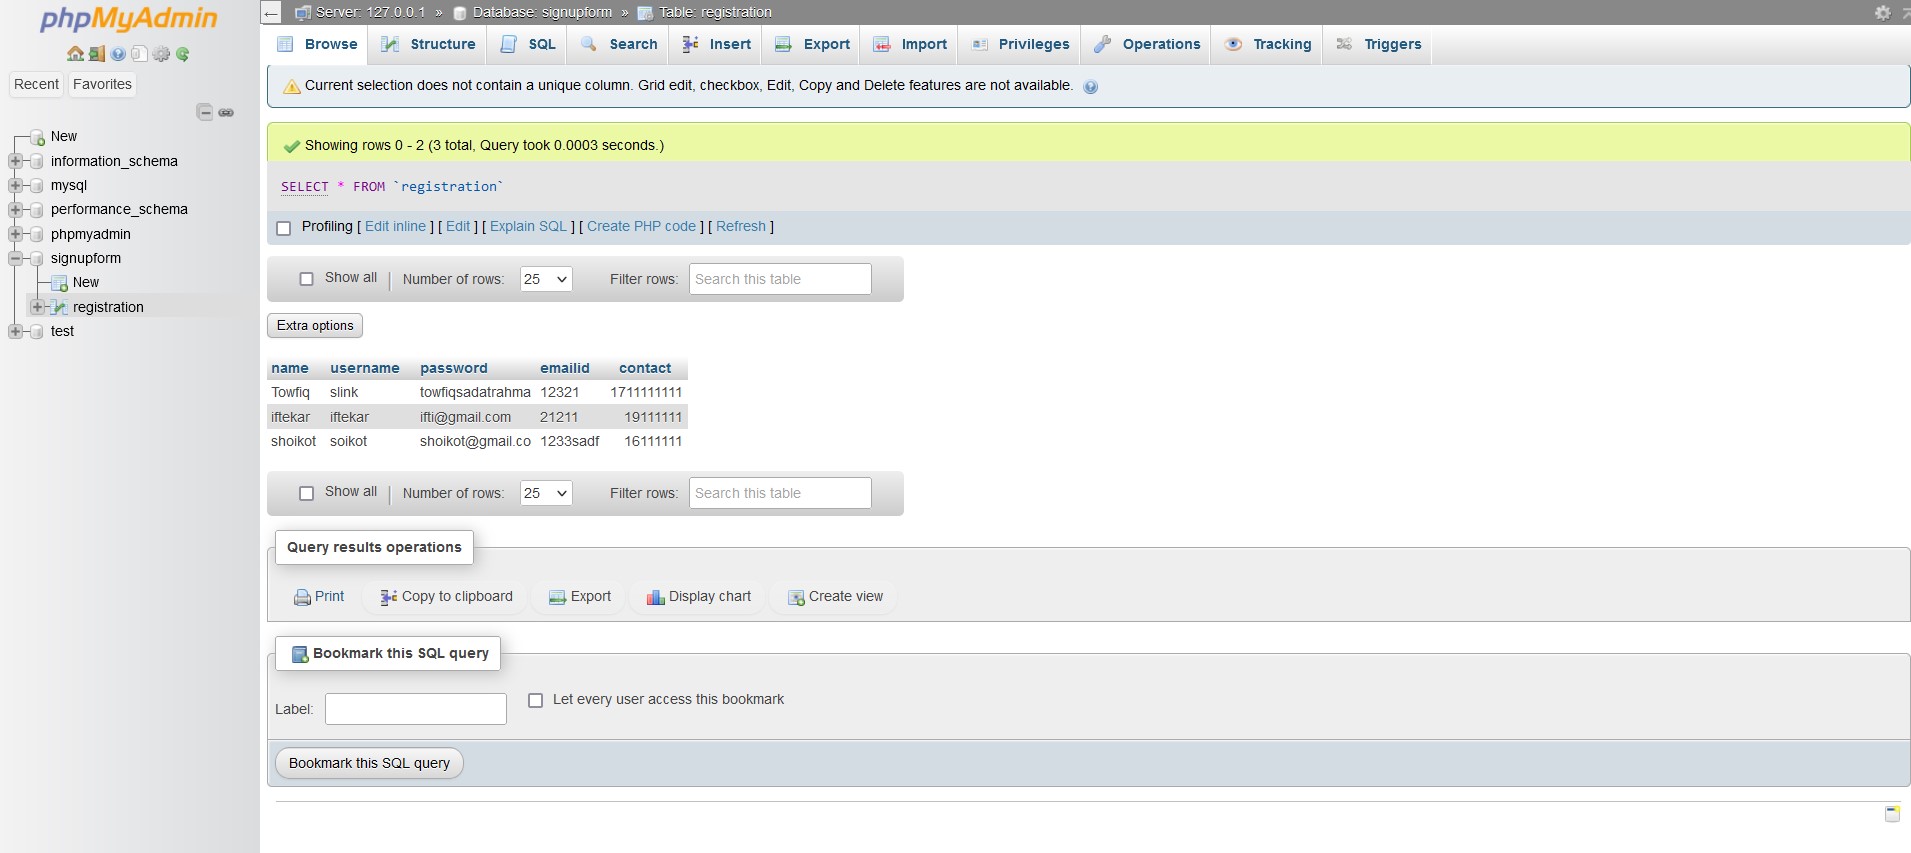 phpMyAdmin
Recent Favorites
New
information_schema
mysql
performance_schema
phpmyadmin
signupform
New
registration
test
Server: 127.0.0.1 » Database: signupform » Table: registration
Browse Structure SQL Search Insert Export Import Privileges Operations Tracking Triggers
Current selection does not contain a unique column. Grid edit, checkbox, Edit, Copy and Delete features are not available.
Showing rows 0 - 2 (3 total, Query took 0.0003 seconds.)
SELECT * FROM `registration`
Profiling [ Edit inline ] [ Edit ] [ Explain SQL ] [ Create PHP code ] [ Refresh ]
Show all | Number of rows: 25 Filter rows: Search this table
Extra options
name username password emailid contact
Towfiq slink towfiqsadatrahma 12321 1711111111
iftekar iftekar ifti@gmail.com 21211 19111111
shoikot soikot shoikot@gmail.co 1233sadf 16111111
Show all | Number of rows: 25 Filter rows: Search this table
Query results operations
Print Copy to clipboard Export Display chart Create view
Bookmark this SQL query
Label: Let every user access this bookmark
Bookmark this SQL query